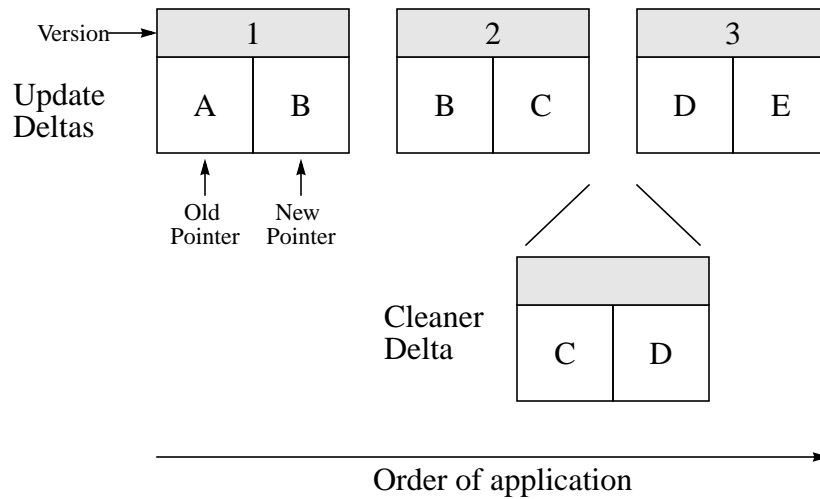 Version
1
2
3
Update
Deltas
A
B
B
C
D
E
Old
Pointer
New
Pointer
Cleaner
Delta
C
D
Order of application